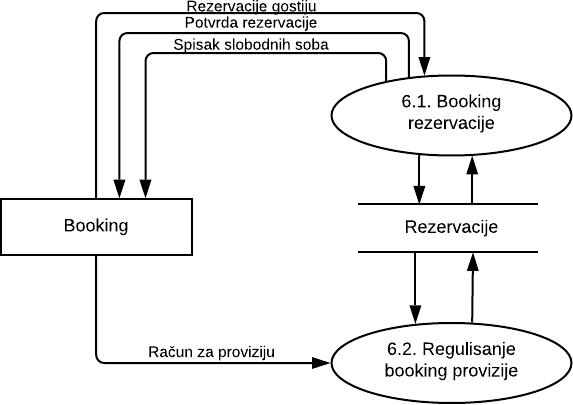 Rezervacije gostiju
Potvrda rezervacije
Spisak slobodnih soba
6.1. Booking
rezervacije
Booking
Rezervacije
Račun za proviziju
6.2. Regulisanje
booking provizije